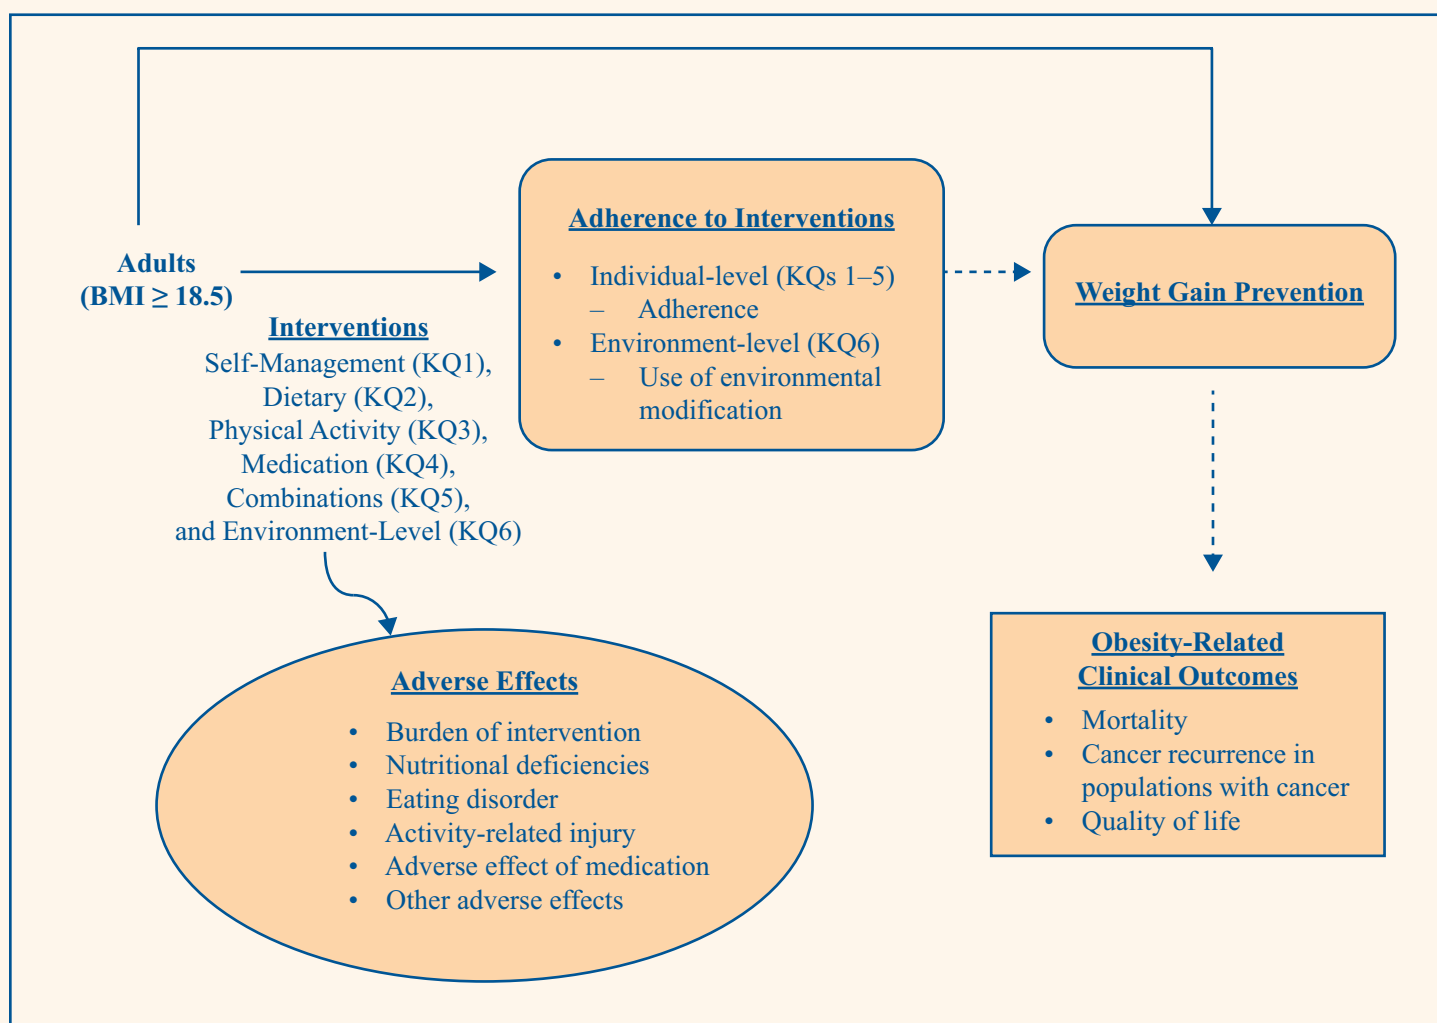 Adults
(BMI ≥ 18.5)
Interventions
Self-Management (KQ1),
Dietary (KQ2),
Physical Activity (KQ3),
Medication (KQ4),
Combinations (KQ5),
and Environment-Level (KQ6)
Adherence to Interventions
• Individual-level (KQs 1–5)
– Adherence
• Environment-level (KQ6)
– Use of environmental
modification
Weight Gain Prevention
Adverse Effects
• Burden of intervention
• Nutritional deficiencies
• Eating disorder
• Activity-related injury
• Adverse effect of medication
• Other adverse effects
Obesity-Related
Clinical Outcomes
• Mortality
• Cancer recurrence in
populations with cancer
• Quality of life